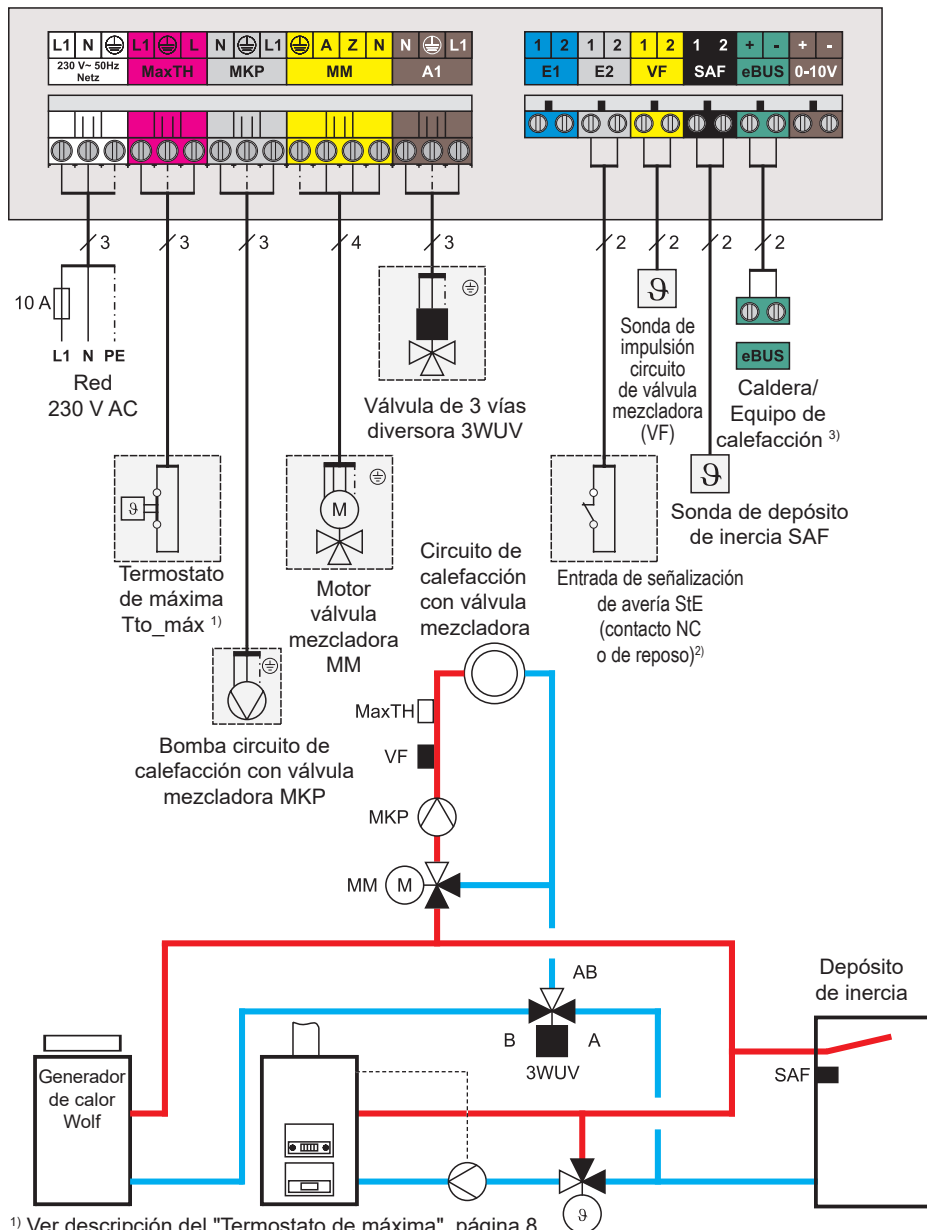 L1 N L1 L N L1 A Z N N L1
230 V~ 50Hz
Netz
MaxTH MKP MM A1
1 2 1 2 1 2 1 2 + - + -
E1 E2 VF SAF eBUS 0-10V
3 3 3 4 3 2 2 2 2
10 A
L1 N PE
Red
230 V AC
Válvula de 3 vías
diversora 3WUV
ϑ
Sonda de
impulsión
circuito
de válvula
mezcladora
(VF)
eBUS
Caldera/
Equipo de
calefacción 3)
ϑ
Sonda de depósito
de inercia SAF
ϑ
Termostato
de máxima
Tto_máx 1)
M
Motor
válvula
mezcladora
MM
Circuito de
calefacción
con válvula
mezcladora
Entrada de señalización
de avería StE
(contacto NC
o de reposo)2)
Bomba circuito de
calefacción con válvula
mezcladora MKP
MaxTH
VF
MKP
MM M
AB
B A
3WUV
Depósito
de inercia
SAF
Generador
de calor
Wolf
ϑ
1) Ver descripción del "Termostato de máxima", página 8